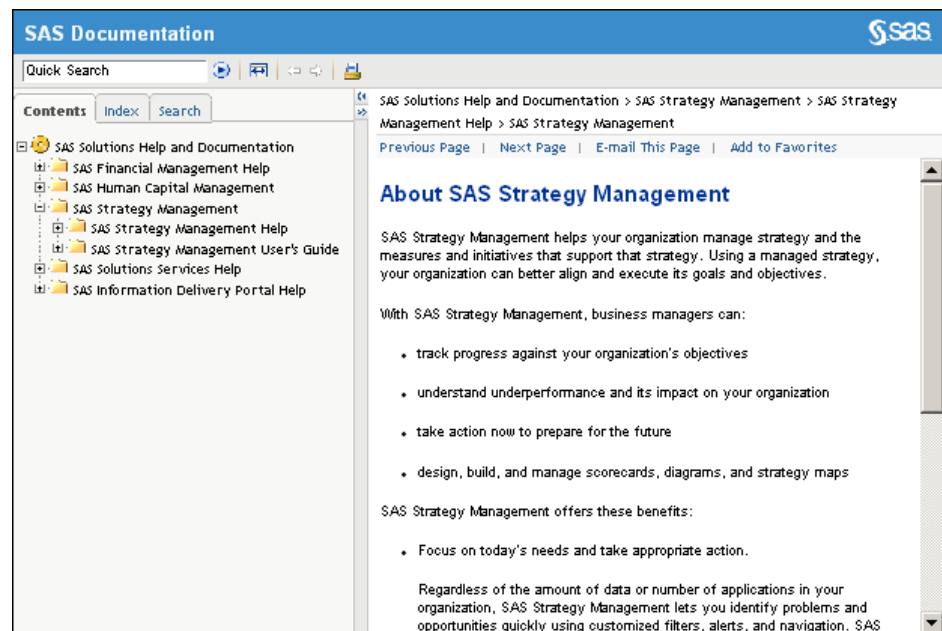 SAS Documentation
sas
Quick Search
Contents
Index
Search
SAS Solutions Help and Documentation
SAS Financial Management Help
SAS Human Capital Management
SAS Strategy Management
SAS Strategy Management Help
SAS Strategy Management User's Guide
SAS Solutions Services Help
SAS Information Delivery Portal Help
SAS Solutions Help and Documentation > SAS Strategy Management > SAS Strategy
Management Help > SAS Strategy Management
Previous Page | Next Page | E-mail This Page | Add to Favorites
About SAS Strategy Management
SAS Strategy Management helps your organization manage strategy and the
measures and initiatives that support that strategy. Using a managed strategy,
your organization can better align and execute its goals and objectives.
With SAS Strategy Management, business managers can:
• track progress against your organization's objectives
• understand underperformance and its impact on your organization
• take action now to prepare for the future
• design, build, and manage scorecards, diagrams, and strategy maps
SAS Strategy Management offers these benefits:
• Focus on today's needs and take appropriate action.
Regardless of the amount of data or number of applications in your
organization, SAS Strategy Management lets you identify problems and
opportunities quickly using customized filters, alerts, and navigation. SAS